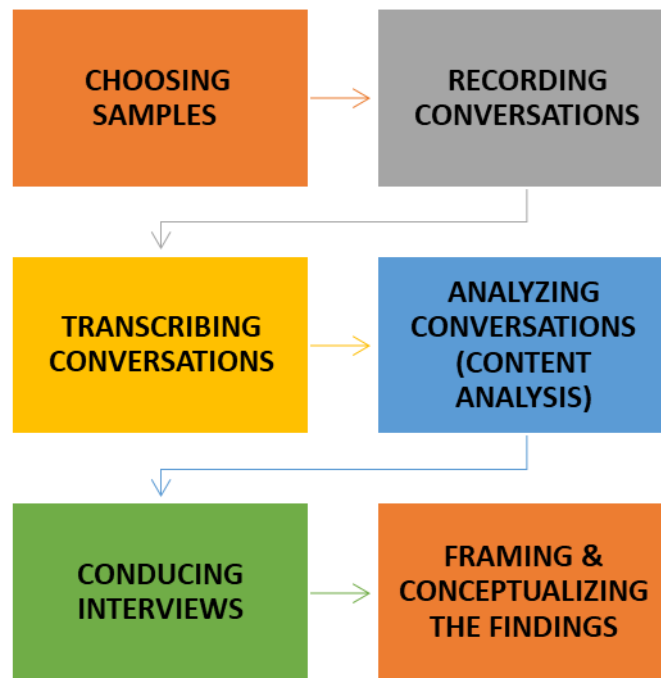 CHOOSING
SAMPLES
RECORDING
CONVERSATIONS
TRANSCRIBING
CONVERSATIONS
ANALYZING
CONVERSATIONS
(CONTENT
ANALYSIS)
CONDUCING
INTERVIEWS
FRAMING &
CONCEPTUALIZING
THE FINDINGS